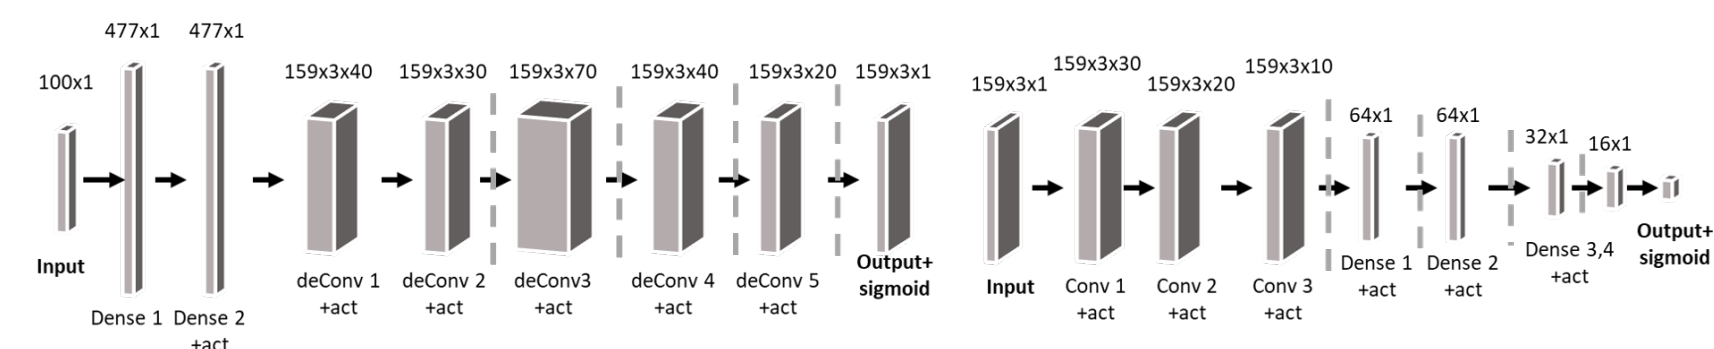 100x1
Input
477x1
Dense 1
477x1
Dense 2
+act
159x3x40
deConv 1
+act
159x3x30
deConv 2
+act
159x3x70
deConv3
+act
159x3x40
deConv 4
+act
159x3x20
deConv 5
+act
159x3x1
Output+
sigmoid
159x3x1
Input
159x3x30
Conv 1
+act
159x3x20
Conv 2
+act
159x3x10
Conv 3
+act
64x1
Dense 1
+act
64x1
Dense 2
+act
32x1
16x1
Dense 3,4
+act
Output+
sigmoid